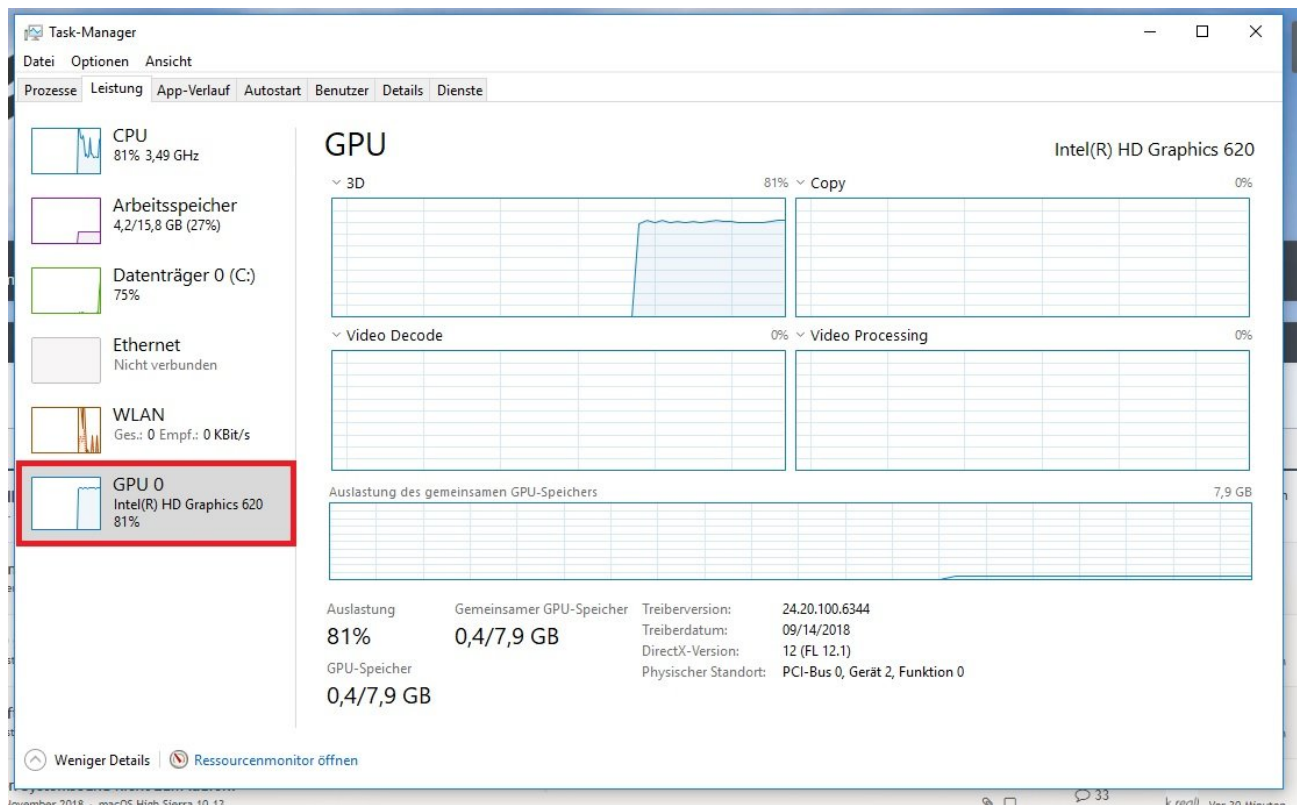 Task-Manager
Datei Optionen Ansicht
Prozesse Leistung App-Verlauf Autostart Benutzer Details Dienste
CPU
81% 3,49 GHz
Arbeitsspeicher
4,2/15,8 GB (27%)
Datenträger 0 (C:)
75%
Ethernet
Nicht verbunden
WLAN
Ges.: 0 Empf.: 0 KBit/s
GPU 0
Intel(R) HD Graphics 620
81%
GPU
Intel(R) HD Graphics 620
3D 81%
Copy 0%
Video Decode 0%
Video Processing 0%
Auslastung des gemeinsamen GPU-Speichers 7,9 GB
Auslastung
81%
Gemeinsamer GPU-Speicher
0,4/7,9 GB
GPU-Speicher
0,4/7,9 GB
Treiberversion: 24.20.100.6344
Treiberdatum: 09/14/2018
DirectX-Version: 12 (FL 12.1)
Physischer Standort: PCI-Bus 0, Gerät 2, Funktion 0
Weniger Details Ressourcenmonitor öffnen
2018 - macOS High Sierra 10.12
33
Vor 20 Minuten